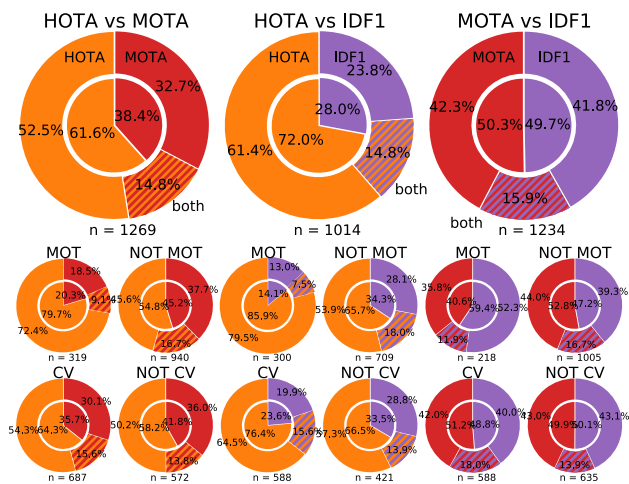 HOTA vs MOTA
HOTA vs IDF1
MOTA vs IDF1
HOTA
MOTA
32.7%
38.4%
61.6%
52.5%
14.8%
both
n = 1269
HOTA
IDF1
23.8%
28.0%
72.0%
61.4%
14.8%
both
n = 1014
MOTA
IDF1
42.3%
50.3%
49.7%
41.8%
15.9%
both
n = 1234
MOT
18.5%
20.3%
9.1%
79.7%
72.4%
n = 319
NOT MOT
37.7%
45.6%
54.8%
45.2%
16.7%
n = 940
MOT
13.0%
7.5%
14.1%
85.9%
79.5%
n = 300
NOT MOT
28.1%
34.3%
53.9%
65.7%
18.0%
n = 709
MOT
35.8%
40.6%
59.4%
52.3%
11.9%
n = 218
NOT MOT
39.3%
44.0%
52.8%
47.2%
16.7%
n = 1005
CV
30.1%
35.7%
54.3%
64.3%
15.6%
n = 687
NOT CV
36.0%
50.2%
41.8%
58.2%
13.8%
n = 572
CV
19.9%
23.6%
15.6%
76.4%
64.5%
n = 588
NOT CV
28.8%
33.5%
57.3%
66.5%
13.9%
n = 421
CV
42.0%
40.0%
51.2%
48.8%
18.0%
n = 588
NOT CV
43.0%
43.1%
49.9%
50.1%
13.9%
n = 635